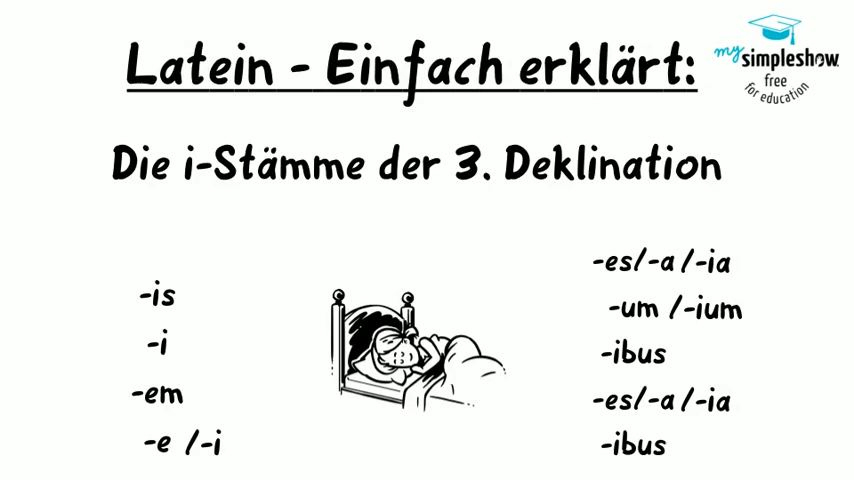 Latein - Einfach erklärt:
my
simpleshow
free
for education
Die i-Stämme der 3. Deklination
-is
-i
-em
-e /-i
-es/-a /-ia
-um /-ium
-ibus
-es/-a /-ia
-ibus